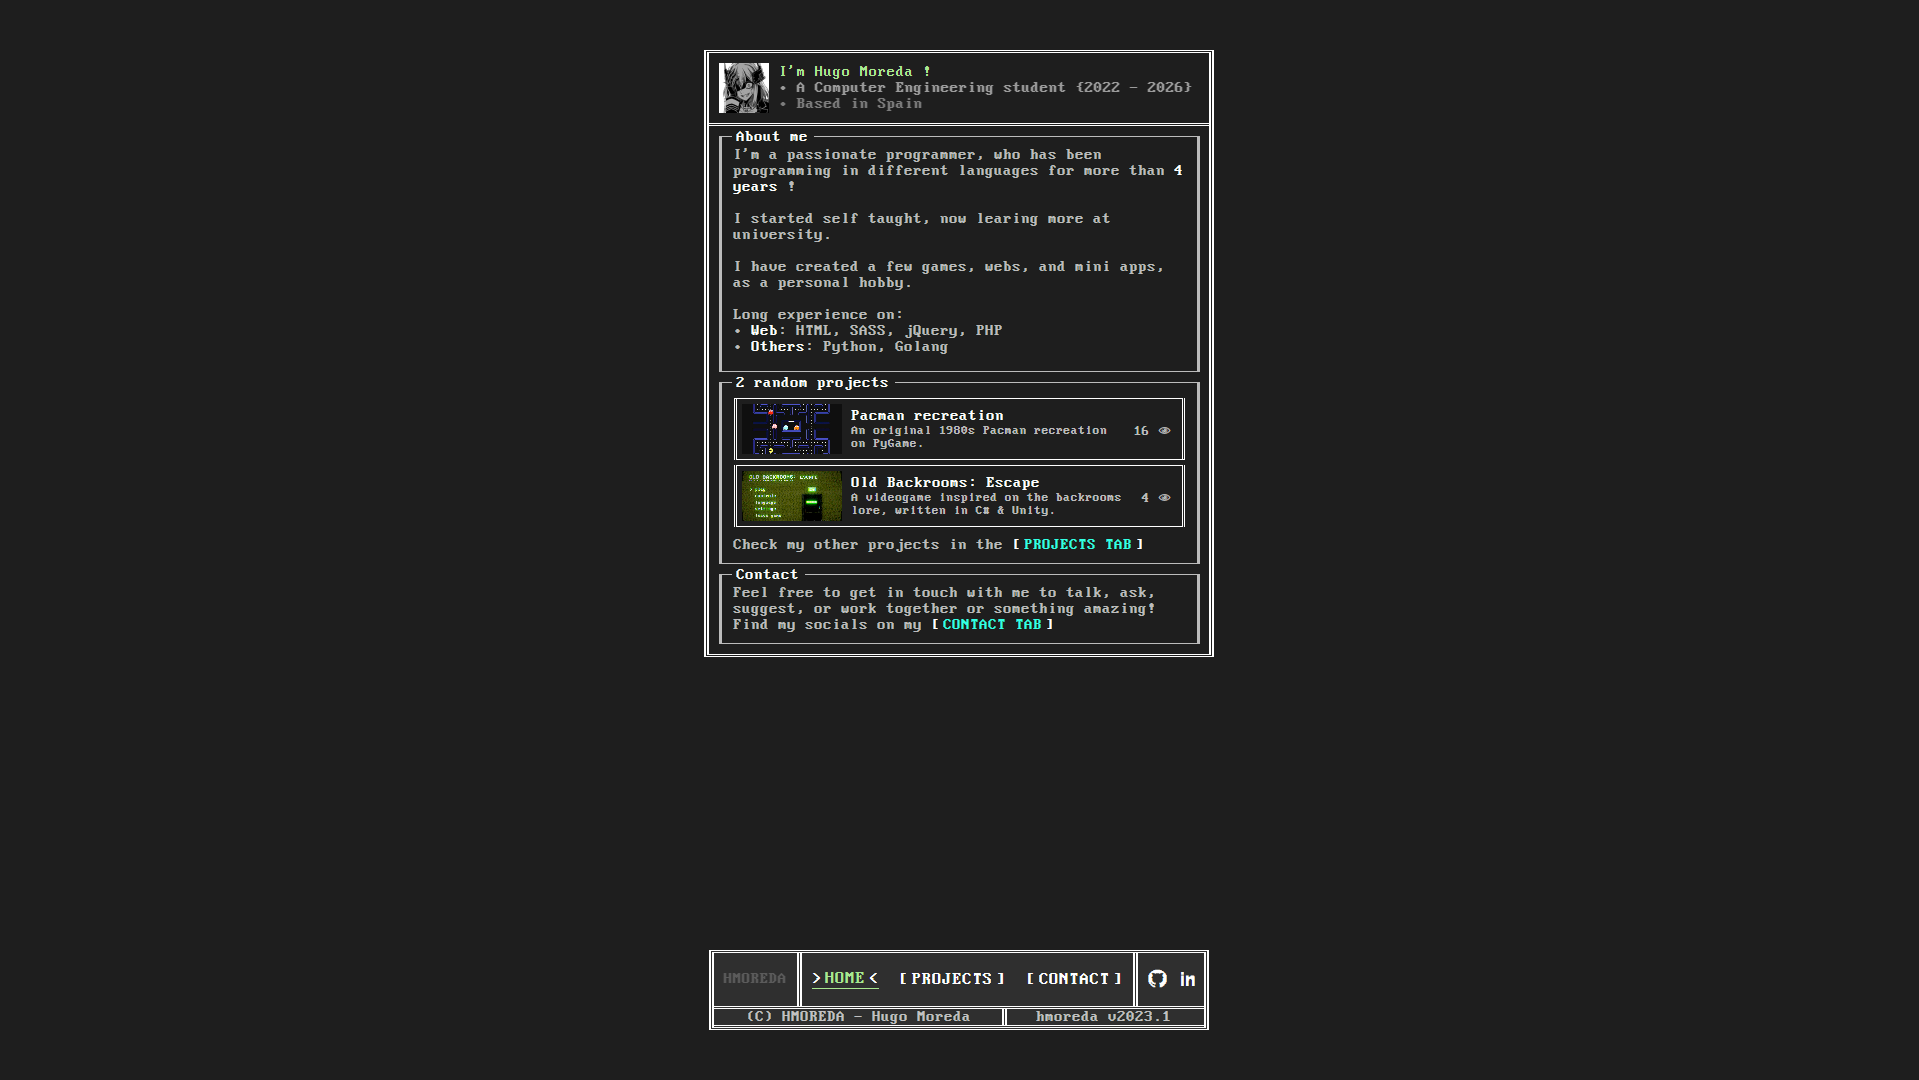 I'm Hugo Moreda !
• A Computer Engineering student {2022 - 2026}
• Based in Spain
About me
I'm a passionate programmer, who has been
programming in different languages for more than 4
years !
I started self taught, now learing more at
university.
I have created a few games, webs, and mini apps,
as a personal hobby.
Long experience on:
• Web: HTML, SASS, jQuery, PHP
• Others: Python, Golang
2 random projects
Pacman recreation
An original 1980s Pacman recreation
on PyGame.
16
OLD BACKROOMS: ESCAPE
Old Backrooms: Escape
A videogame inspired on the backrooms
lore, written in C# & Unity.
4
Check my other projects in the [PROJECTS TAB]
Contact
Feel free to get in touch with me to talk, ask,
suggest, or work together or something amazing!
Find my socials on my [CONTACT TAB]
HMOREDA
>HOME<
[PROJECTS]
[CONTACT]
in
(C) HMOREDA - Hugo Moreda
hmoreda v2023.1